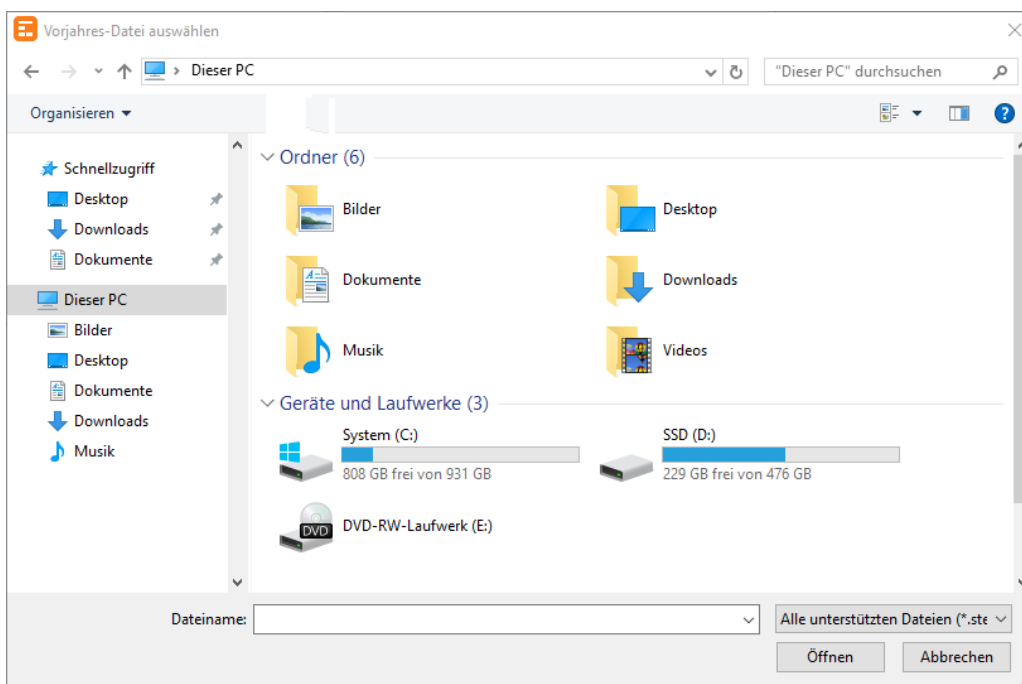 Vorjahres-Datei auswählen
Dieser PC
"Dieser PC" durchsuchen
Organisieren
Schnellzugriff
Desktop
Downloads
Dokumente
Dieser PC
Bilder
Desktop
Dokumente
Downloads
Musik
Ordner (6)
Bilder
Desktop
Dokumente
Downloads
Musik
Videos
Geräte und Laufwerke (3)
System (C:)
808 GB frei von 931 GB
SSD (D:)
229 GB frei von 476 GB
DVD
DVD-RW-Laufwerk (E:)
Dateiname:
Alle unterstützten Dateien (*.ste
Öffnen
Abbrechen